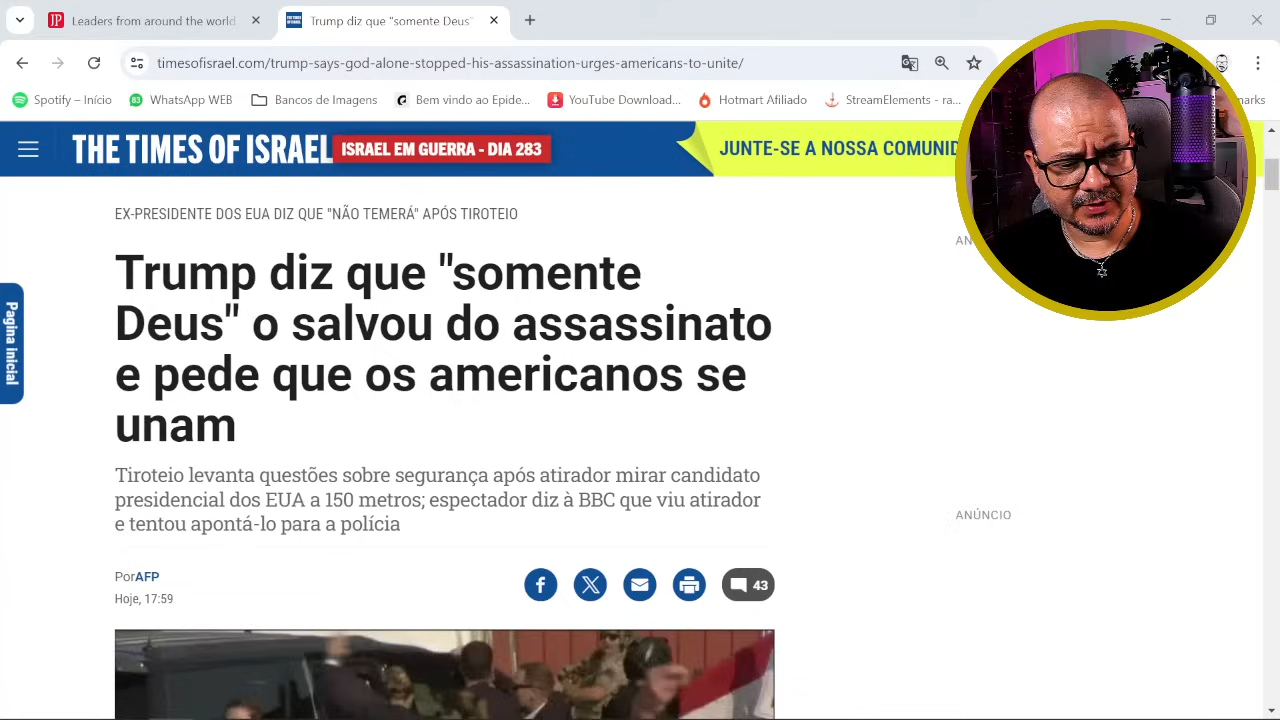 Leaders from around the world
Trump diz que "somente Deus"
timesofisrael.com/trump-says-god-alone-stopped-his-assassination-urges-americans-to-unite/
Spotify – Início
WhatsApp WEB
Bancos de Imagens
Bem vindo ao Epide...
YouTube Download...
Hotmart Afiliado
StreamElements - ra...
THE TIMES OF ISRAEL
ISRAEL EM GUERRA - DIA 283
JUNTE-SE A NOSSA
EX-PRESIDENTE DOS EUA DIZ QUE "NÃO TEMERÁ" APÓS TIROTEIO
Trump diz que "somente
Deus" o salvou do assassinato
e pede que os americanos se
unam
Pagina inicial
Tiroteio levanta questões sobre segurança após atirador mirar candidato
presidencial dos EUA a 150 metros; espectador diz à BBC que viu atirador
e tentou apontá-lo para a polícia
ANÚNCIO
PorAFP
Hoje, 17:59
43